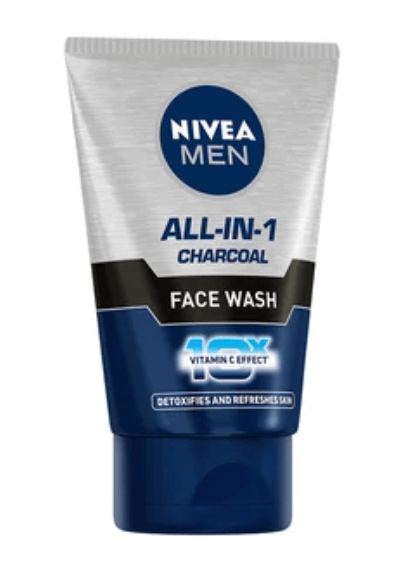 NIVEA
MEN
ALL-IN-1
CHARCOAL
FACE WASH
10X
VITAMIN C EFFECT
DETOXIFIES AND REFRESHES SKIN